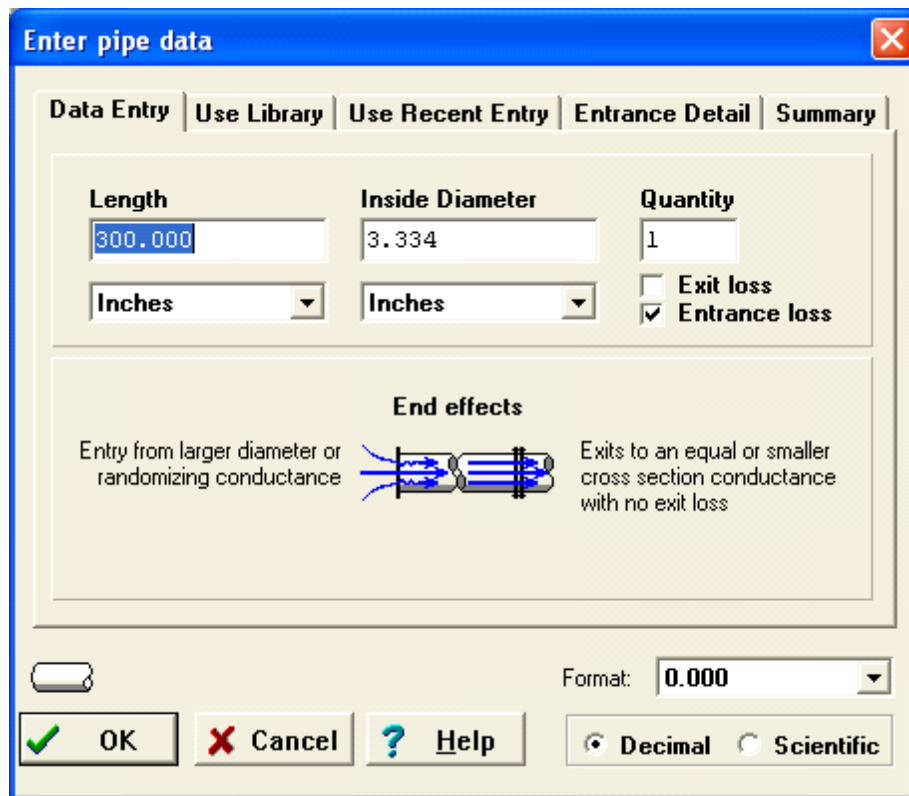 Enter pipe data
Data Entry Use Library Use Recent Entry Entrance Detail Summary
Length Inside Diameter Quantity
300.000 3.334 1
Exit loss
Inches Inches Entrance loss
End effects
Entry from larger diameter or
randomizing conductance
Exits to an equal or smaller
cross section conductance
with no exit loss
Format: 0.000
OK Cancel ? Help Decimal Scientific